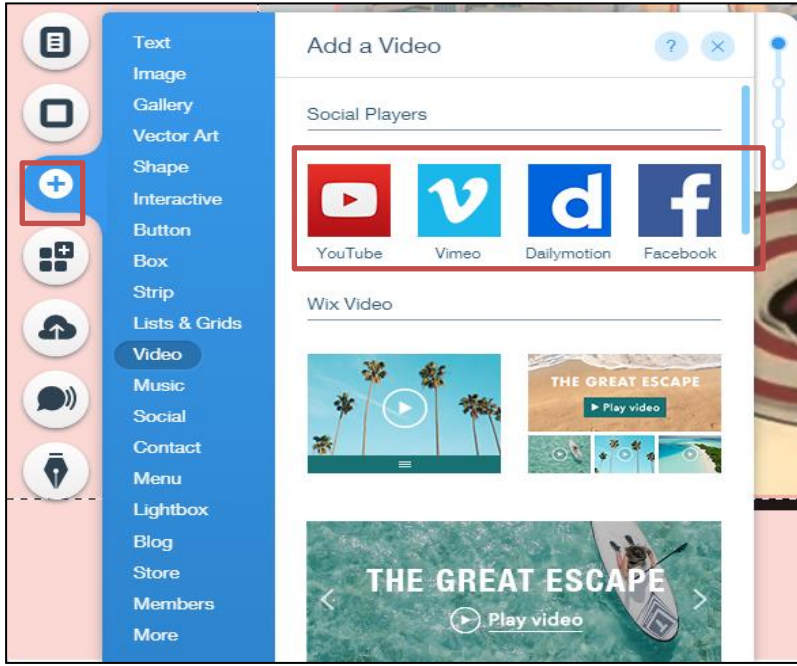 Text
Image
Gallery
Vector Art
Shape
Interactive
Button
Box
Strip
Lists & Grids
Video
Music
Social
Contact
Menu
Lightbox
Blog
Store
Members
More
Add a Video
?
Social Players
YouTube Vimeo Dailymotion Facebook
Wix Video
THE GREAT ESCAPE
Play video
THE GREAT ESCAPE
Play video